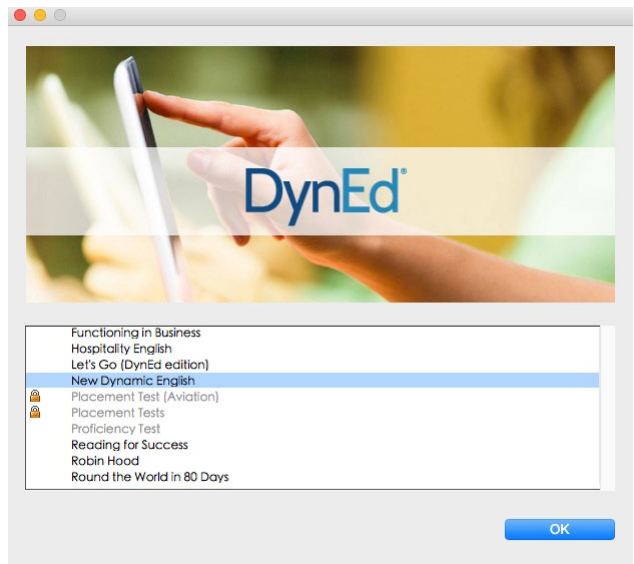 DynEd®
Functioning in Business
Hospitality English
Let's Go (DynEd edition)
New Dynamic English
Placement Test (Aviation)
Placement Tests
Proficiency Test
Reading for Success
Robin Hood
Round the World in 80 Days
OK